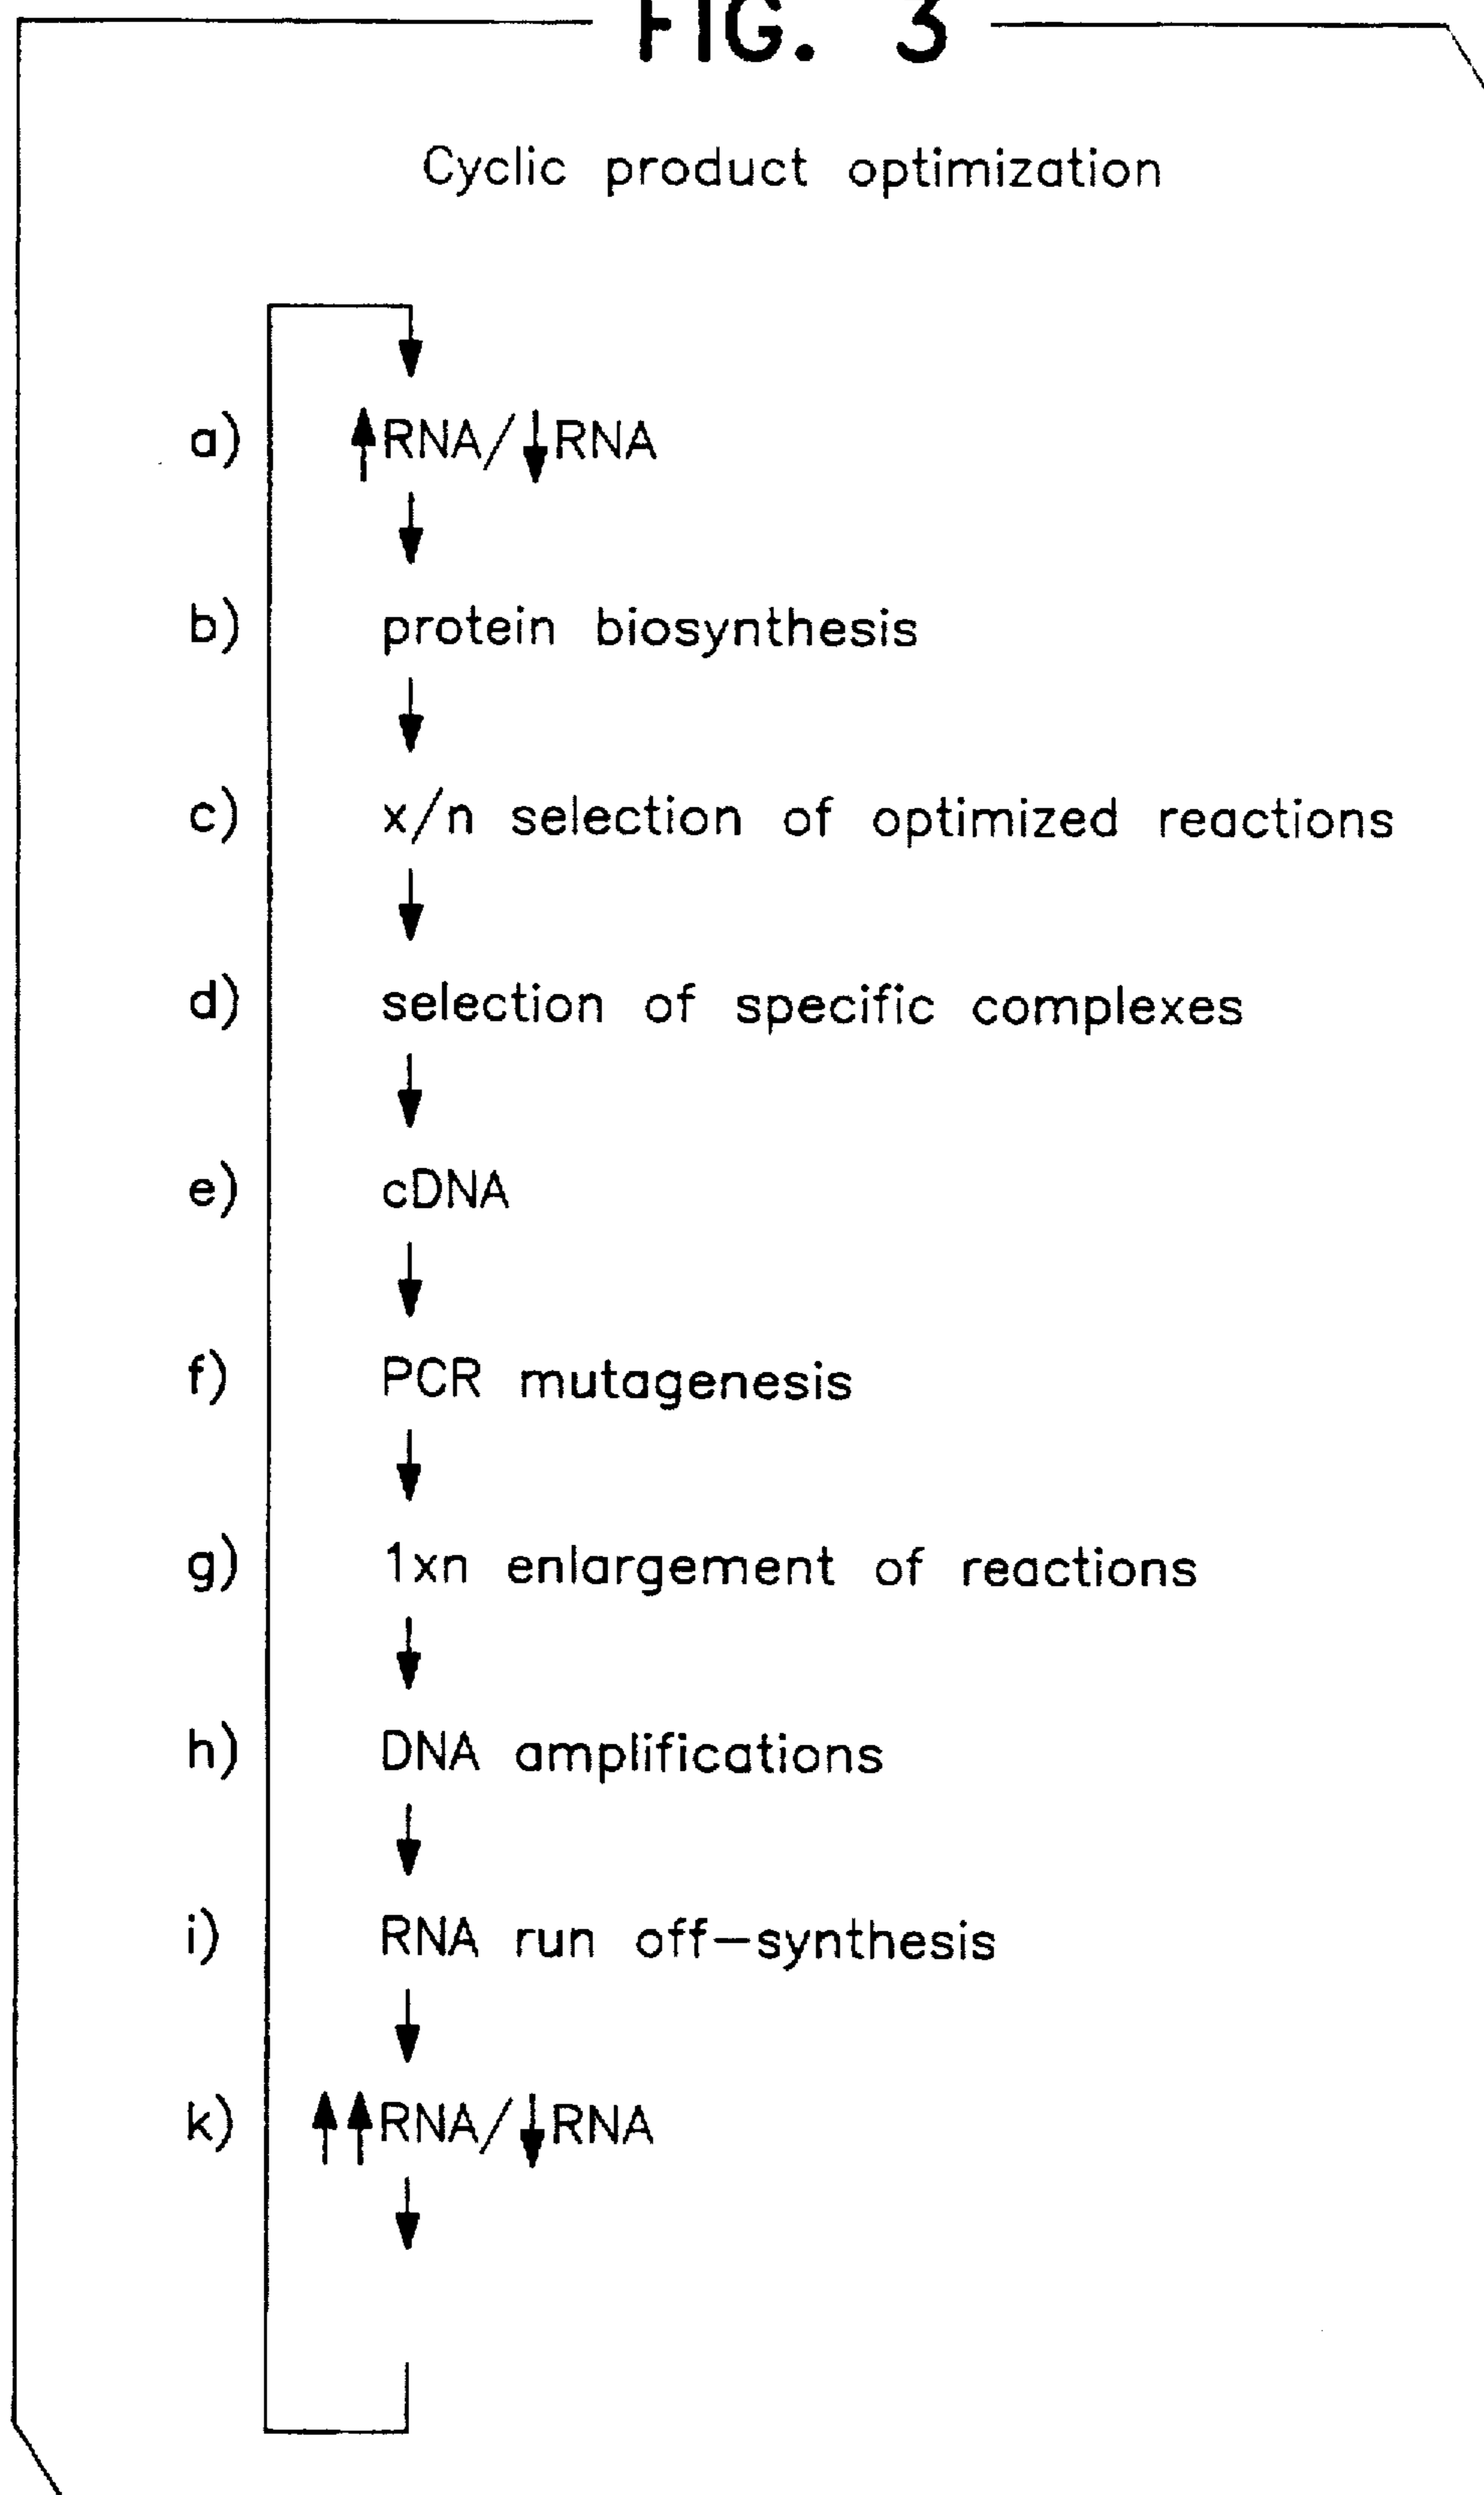 FIG. 3
Cyclic product optimization
a) ↑RNA/↓RNA
b) protein biosynthesis
c) x/n selection of optimized reactions
d) selection of specific complexes
e) cDNA
f) PCR mutagenesis
g) 1xn enlargement of reactions
h) DNA amplifications
i) RNA run off–synthesis
k) ↑↑RNA/↓RNA